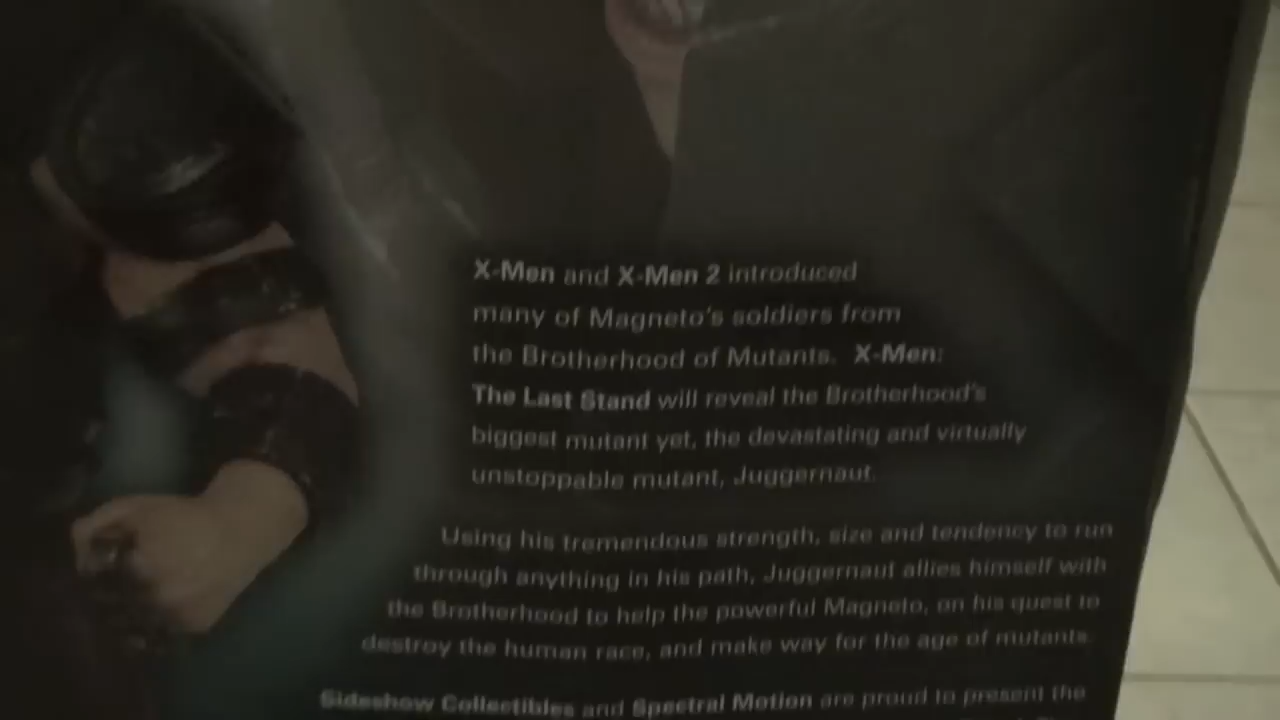 X-Men and X-Men 2 introduced
many of Magneto's soldiers from
the Brotherhood of Mutants. X-Men:
The Last Stand will reveal the Brotherhood's
biggest mutant yet, the devastating and virtually
unstoppable mutant, Juggernaut.
Using his tremendous strength, size and tendency to run
through anything in his path, Juggernaut allies himself with
the Brotherhood to help the powerful Magneto, on his quest to
destroy the human race, and make way for the age of mutants.
Sideshow Collectibles and Spectral Motion are proud to present the